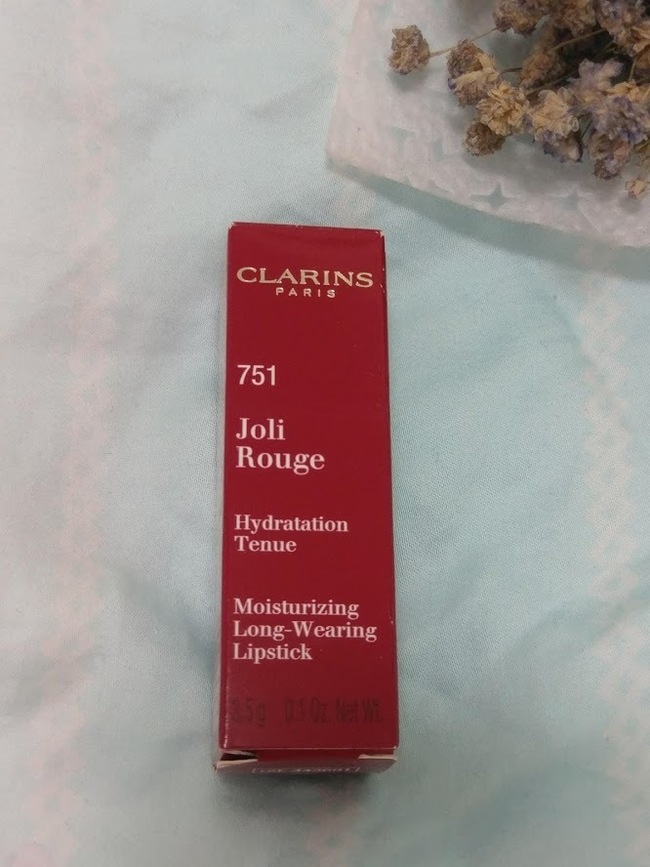 CLARINS
PARIS
751
Joli
Rouge
Hydratation
Tenue
Moisturizing
Long-Wearing
Lipstick
3.5g 0.1 Oz. Net Wt.